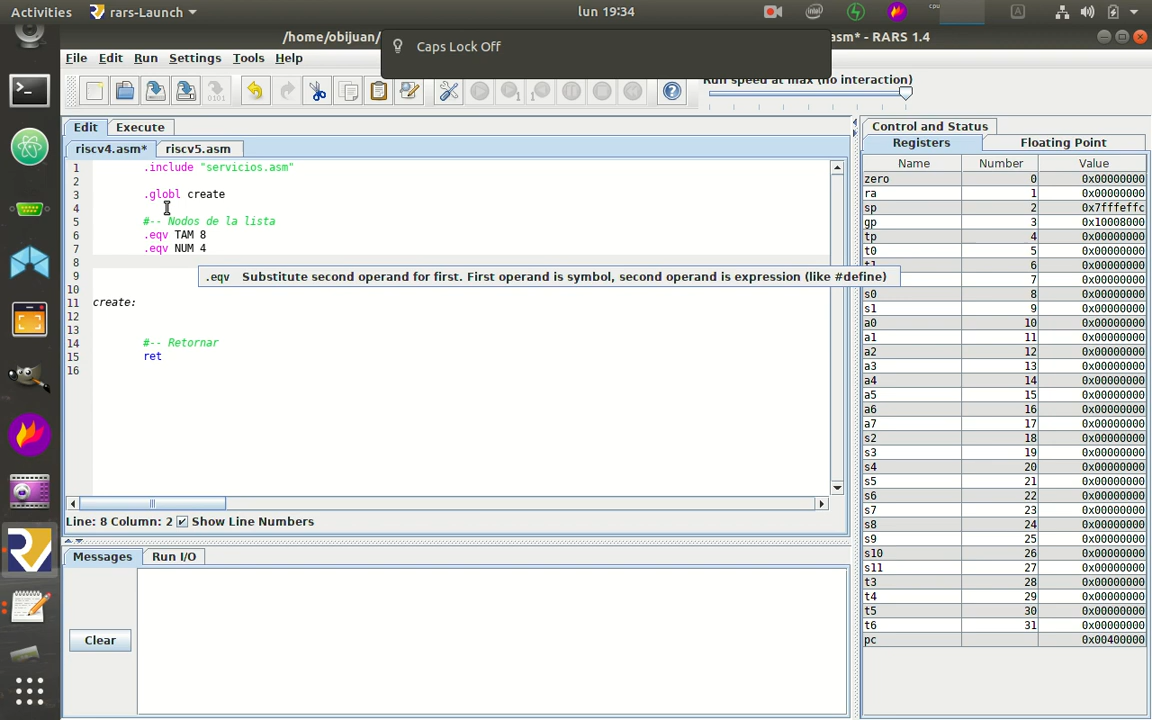 Activities
rars-Launch
lun 19:34
cpu
A
/home/obijuan/
asm* - RARS 1.4
Caps Lock Off
File Edit Run Settings Tools Help
Run speed at max (no interaction)
Edit Execute
riscv4.asm* riscv5.asm
1 .include "servicios.asm"
2
3 .globl create
4
5 #-- Nodos de la lista
6 .eqv TAM 8
7 .eqv NUM 4
8
9
.eqv Substitute second operand for first. First operand is symbol, second operand is expression (like #define)
10
11 create:
12
13
14 #-- Retornar
15 ret
16
Line: 8 Column: 2 Show Line Numbers
Messages Run I/O
Clear
Control and Status
Registers Floating Point
Name Number Value
zero 0 0x00000000
ra 1 0x00000000
sp 2 0x7fffeffc
gp 3 0x10008000
tp 4 0x00000000
t0 5 0x00000000
t1 6 0x00000000
7 0x00000000
s0 8 0x00000000
s1 9 0x00000000
a0 10 0x00000000
a1 11 0x00000000
a2 12 0x00000000
a3 13 0x00000000
a4 14 0x00000000
a5 15 0x00000000
a6 16 0x00000000
a7 17 0x00000000
s2 18 0x00000000
s3 19 0x00000000
s4 20 0x00000000
s5 21 0x00000000
s6 22 0x00000000
s7 23 0x00000000
s8 24 0x00000000
s9 25 0x00000000
s10 26 0x00000000
s11 27 0x00000000
t3 28 0x00000000
t4 29 0x00000000
t5 30 0x00000000
t6 31 0x00000000
pc 0x00400000